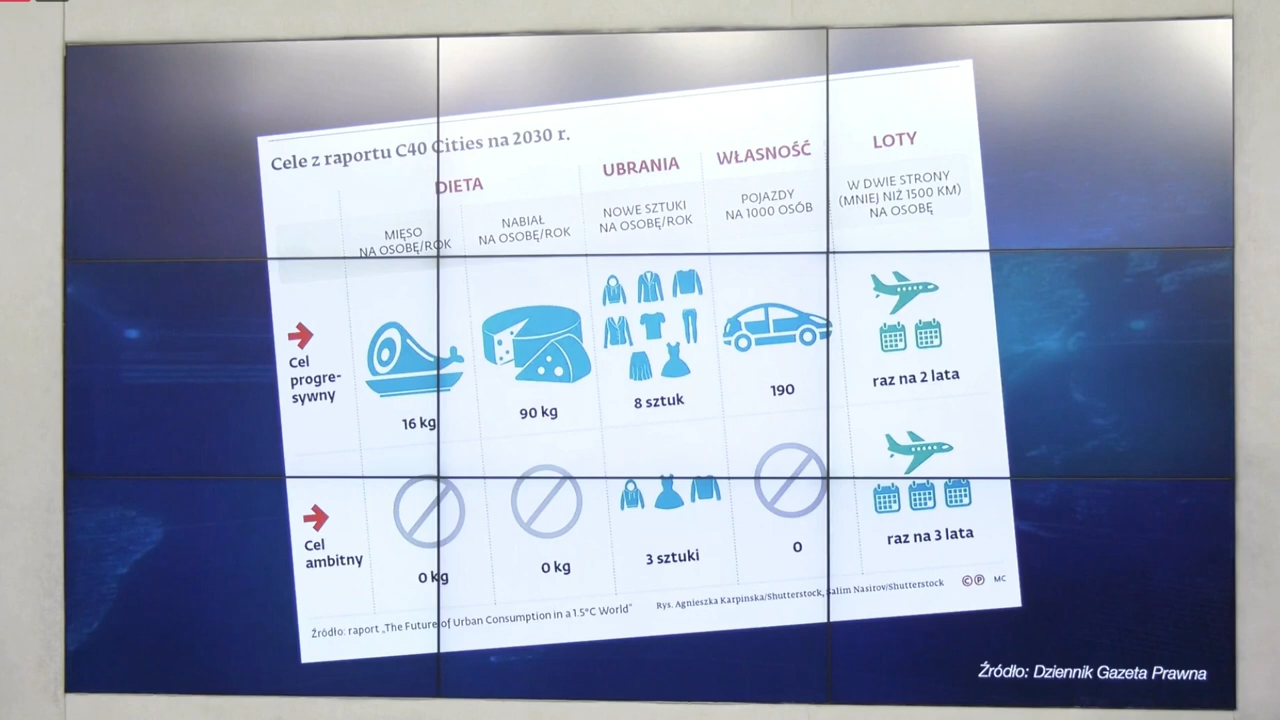 Cele z raportu C40 Cities na 2030 r.
DIETA
UBRANIA
WŁASNOŚĆ
LOTY
MIĘSO
NA OSOBĘ/ROK
NABIAŁ
NA OSOBĘ/ROK
NOWE SZTUKI
NA OSOBĘ/ROK
POJAZDY
NA 1000 OSÓB
W DWIE STRONY
(MNIEJ NIŻ 1500 KM)
NA OSOBĘ
Cel
progre-
sywny
16 kg
90 kg
8 sztuk
190
raz na 2 lata
Cel
ambitny
0 kg
0 kg
3 sztuki
0
raz na 3 lata
Źródło: raport „The Future of Urban Consumption in a 1.5°C World"
Rys. Agnieszka Karpinska/Shutterstock, Salim Nasirov/Shutterstock
©℗ MC
Źródło: Dziennik Gazeta Prawna